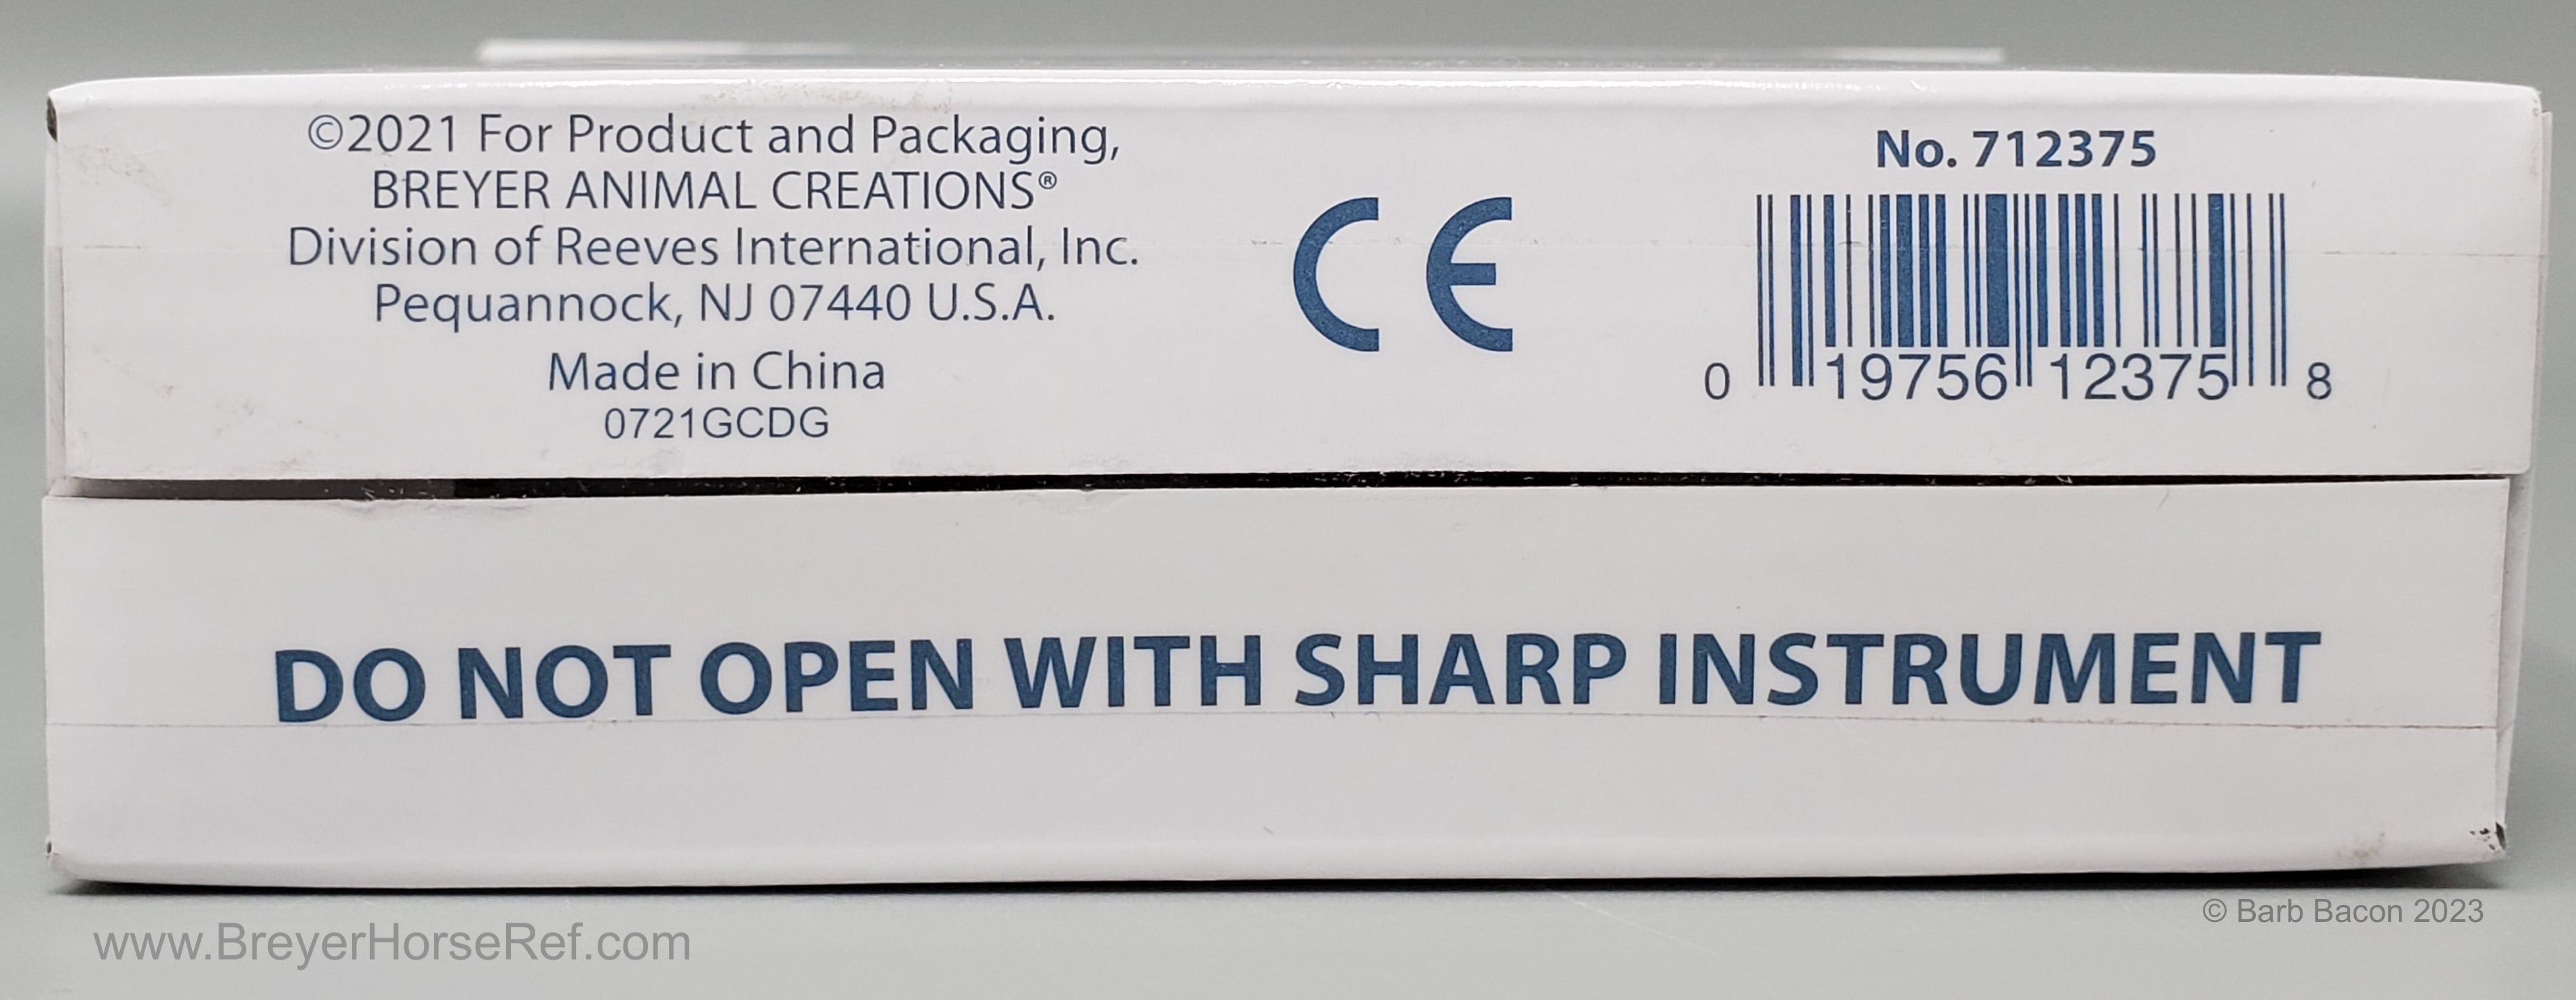 ©2021 For Product and Packaging,
BREYER ANIMAL CREATIONS®
Division of Reeves International, Inc.
Pequannock, NJ 07440 U.S.A.
Made in China
0721GCDG
CE
No. 712375
0 19756 12375 8
DO NOT OPEN WITH SHARP INSTRUMENT
© Barb Bacon 2023
www.BreyerHorseRef.com